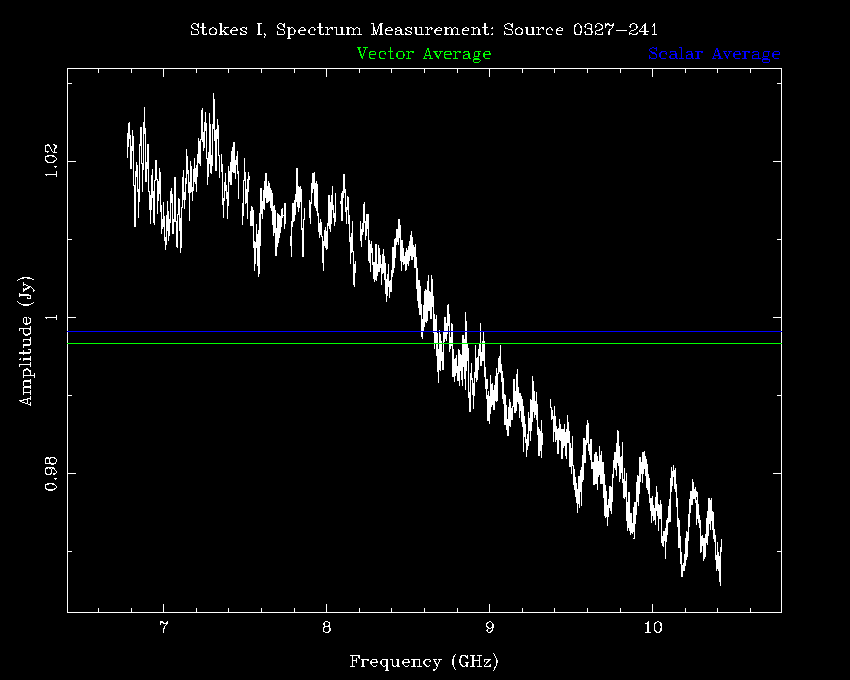 Stokes I, Spectrum Measurement: Source 0327-241
Vector Average
Scalar Average
1.02
1
0.98
Amplitude (Jy)
7
8
9
10
Frequency (GHz)